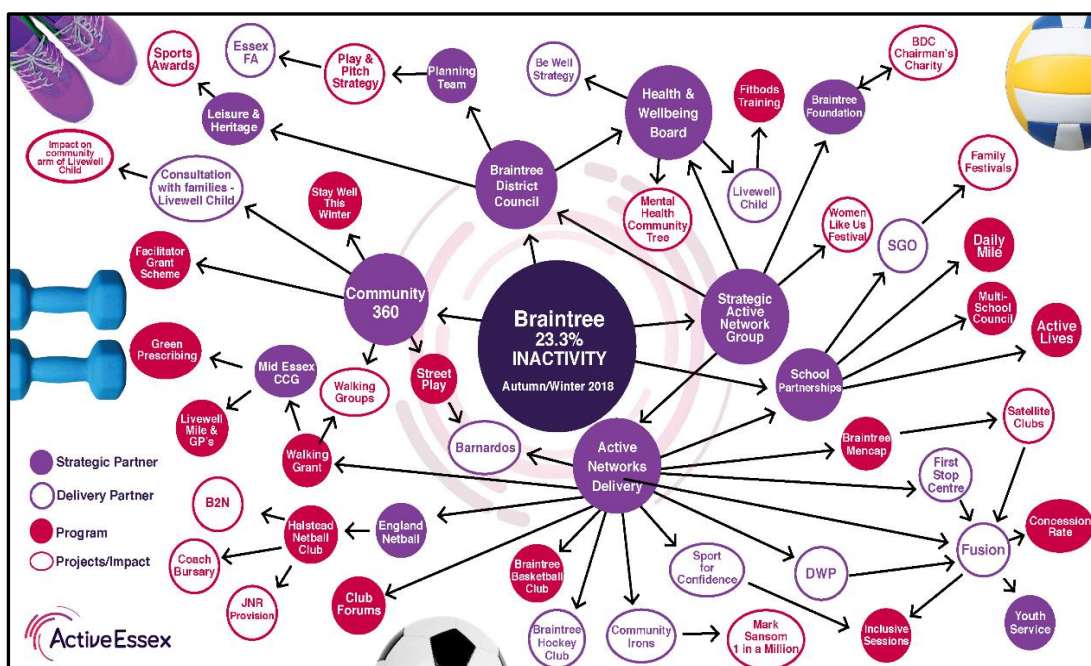 Sports
Awards
Essex
FA
Play &
Pitch
Strategy
Planning
Team
Be Well
Strategy
Health &
Wellbeing
Board
Fitbods
Training
Braintree
Foundation
BDC
Chairman's
Charity
Leisure &
Heritage
Impact on
community
arm of Livewell
Child
Consultation
with families -
Livewell Child
Stay Well
This
Winter
Braintree
District
Council
Mental
Health
Community
Tree
Livewell
Child
Women
Like Us
Festival
SGO
Family
Festivals
Daily
Mile
Facilitator
Grant
Scheme
Community
360
Braintree
23.3%
INACTIVITY
Autumn/Winter 2018
Strategic
Active
Network
Group
Multi-
School
Council
Active
Lives
School
Partnerships
Green
Prescribing
Mid Essex
CCG
Walking
Groups
Street
Play
Livewell
Mile &
GP's
Walking
Grant
Barnardos
Active
Networks
Delivery
Braintree
Mencap
Satellite
Clubs
First
Stop
Centre
Strategic Partner
Delivery Partner
Program
Projects/Impact
B2N
Halstead
Netball
Club
England
Netball
Coach
Bursary
JNR
Provision
Club
Forums
Braintree
Basketball
Club
Braintree
Hockey
Club
Community
Irons
Sport
for
Confidence
Mark
Sansom
1 in a Million
DWP
Fusion
Concession
Rate
Inclusive
Sessions
Youth
Service
ActiveEssex